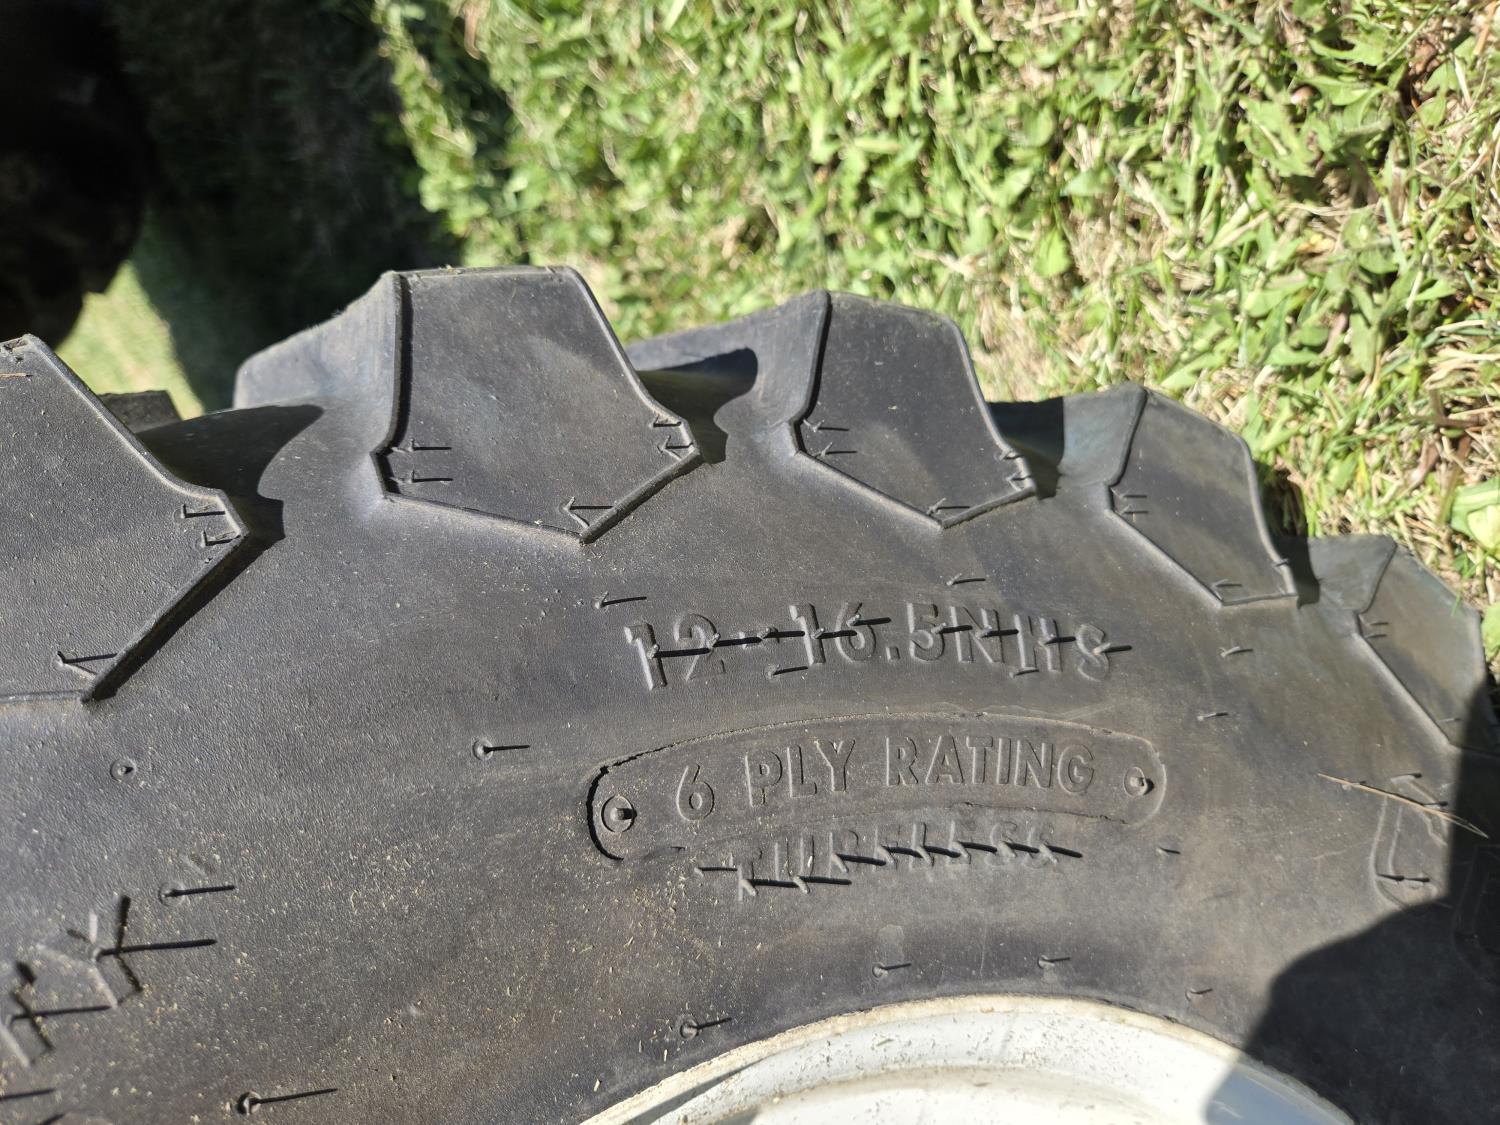 12-16.5NHS
6 PLY RATING
TUBELESS